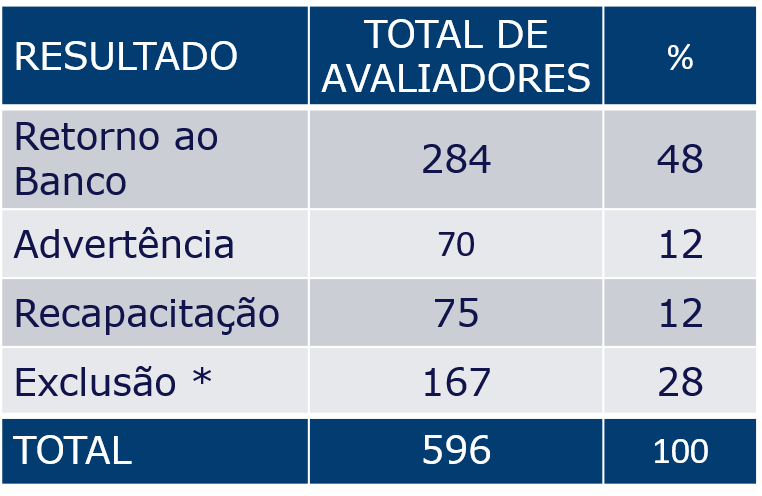 RESULTADO TOTAL DE AVALIADORES %
Retorno ao Banco 284 48
Advertência 70 12
Recapacitação 75 12
Exclusão * 167 28
TOTAL 596 100